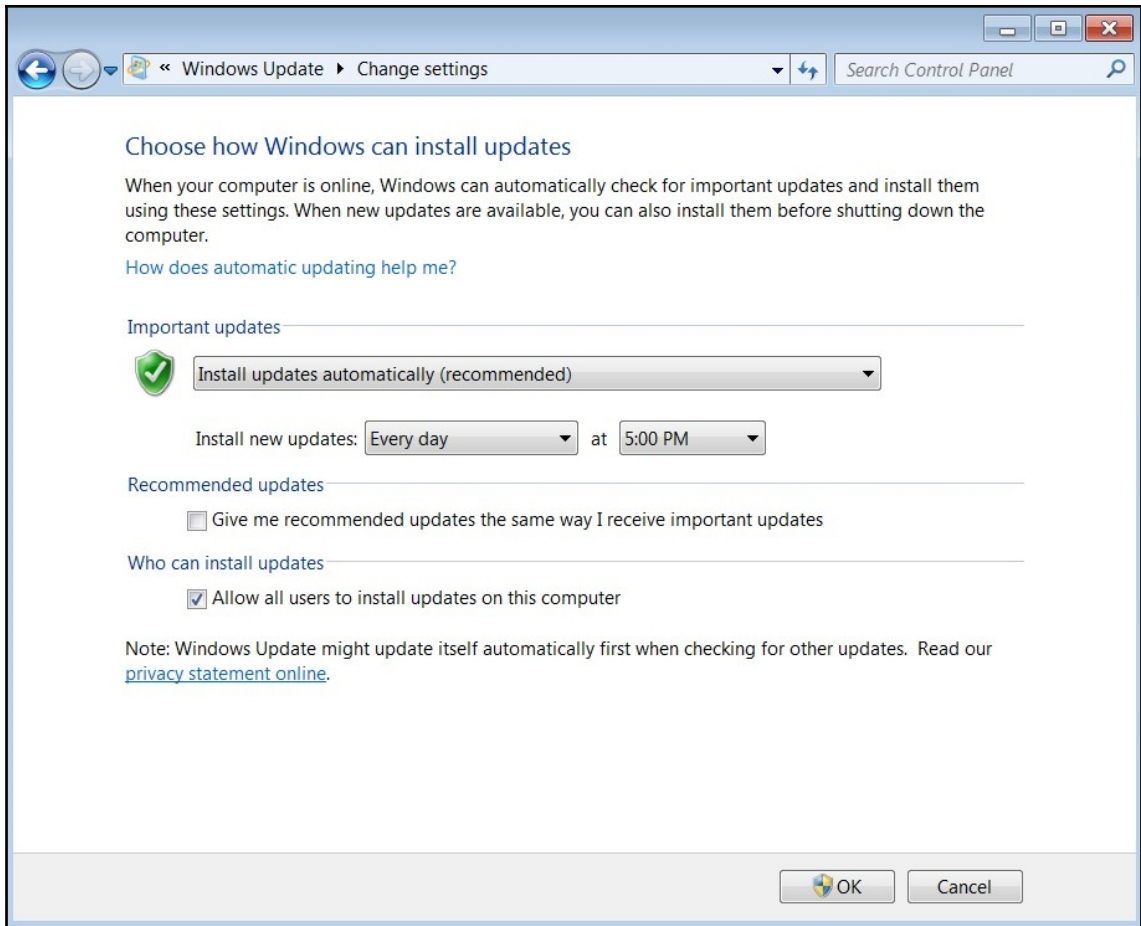 « Windows Update ▸ Change settings
Search Control Panel
Choose how Windows can install updates
When your computer is online, Windows can automatically check for important updates and install them
using these settings. When new updates are available, you can also install them before shutting down the
computer.
How does automatic updating help me?
Important updates
Install updates automatically (recommended)
Install new updates: Every day at 5:00 PM
Recommended updates
Give me recommended updates the same way I receive important updates
Who can install updates
Allow all users to install updates on this computer
Note: Windows Update might update itself automatically first when checking for other updates.  Read our
privacy statement online.
OK Cancel